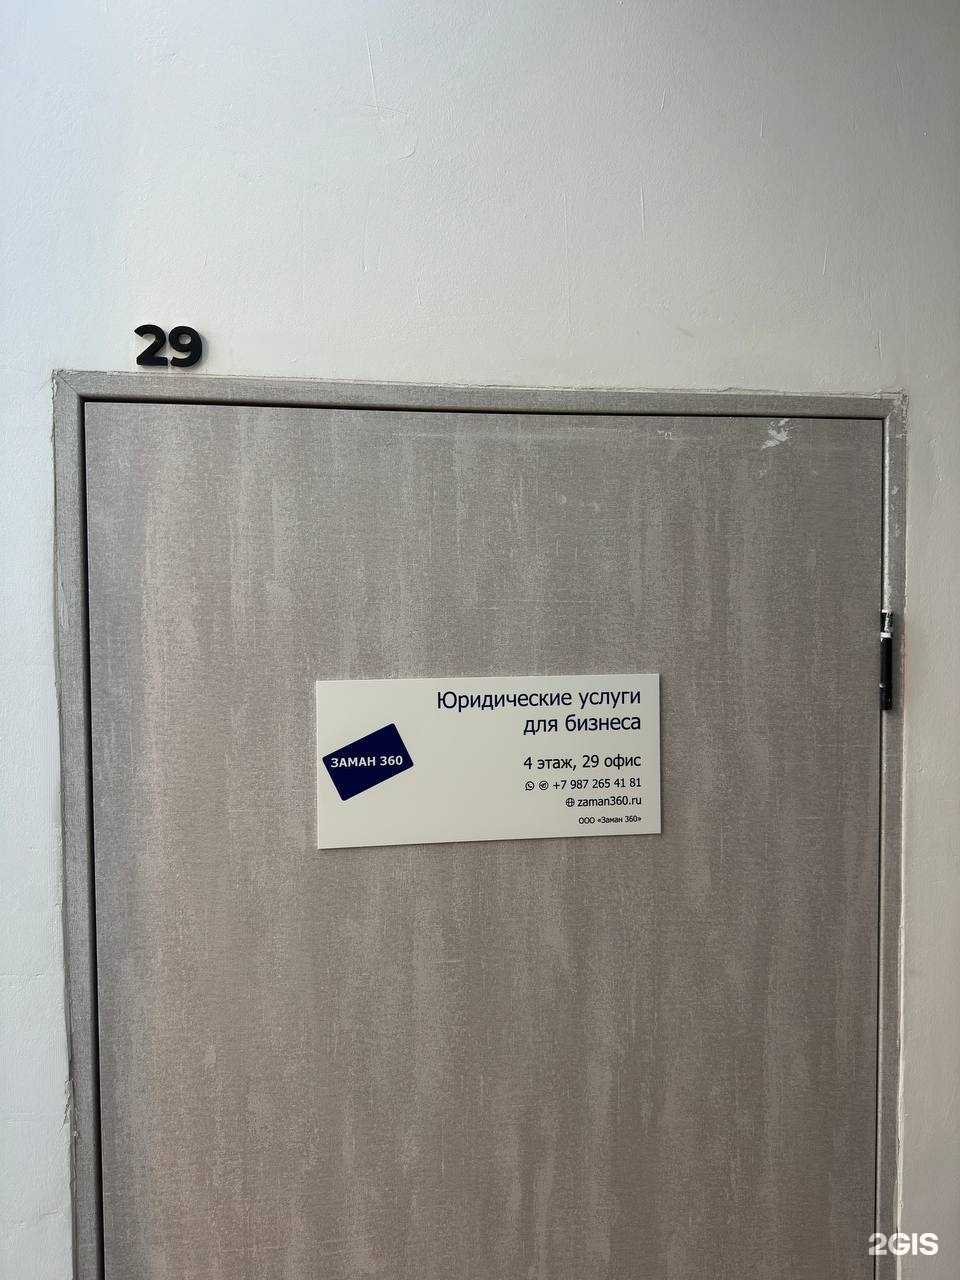 29
Юридические услуги
для бизнеса
ЗАМАН 360
4 этаж, 29 офис
+7 987 265 41 81
zaman360.ru
ООО «Заман 360»
2GIS